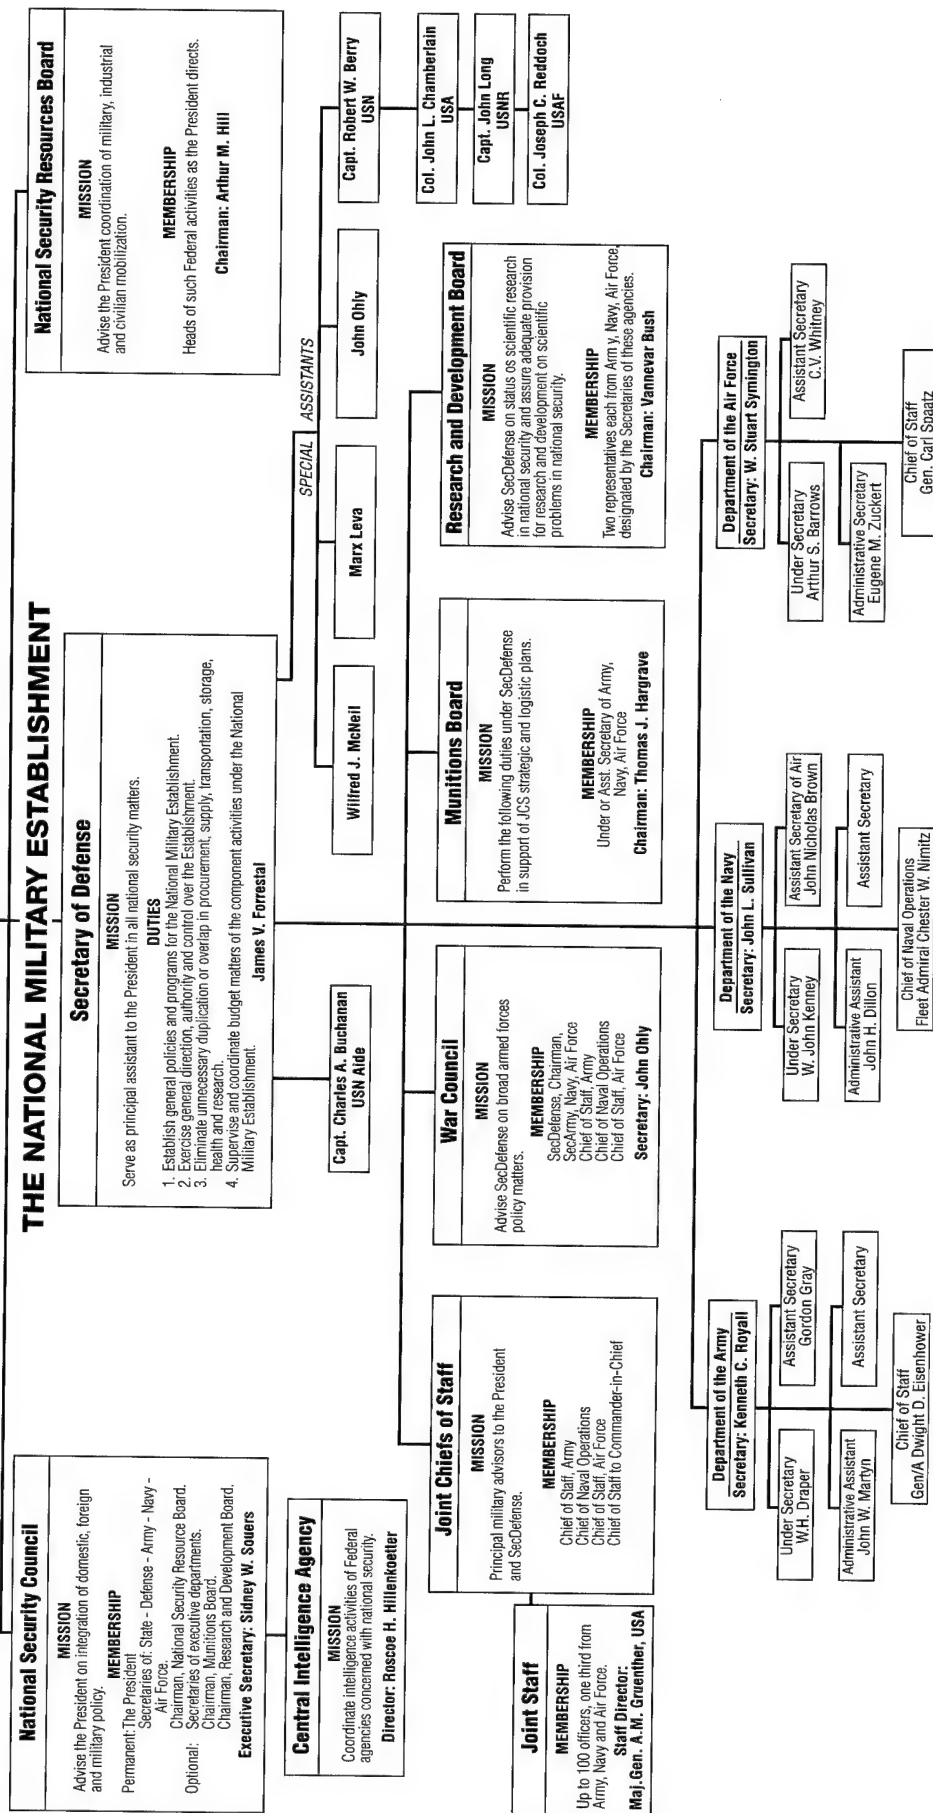 THE NATIONAL MILITARY ESTABLISHMENT
National Security Council
MISSION
Advise the President on integration of domestic, foreign
and military policy.
MEMBERSHIP
Permanent: The President
Secretaries of: State - Defense - Army - Navy -
Air Force.
Chairman, National Security Resource Board.
Optional: Secretaries of executive departments.
Chairman, Munitions Board.
Chairman, Research and Development Board.
Executive Secretary: Sidney W. Souers
Central Intelligence Agency
MISSION
Coordinate intelligence activities of Federal
agencies concerned with national security.
Director: Roscoe H. Hillenkoetter
Secretary of Defense
MISSION
Serve as principal assistant to the President in all national security matters.
DUTIES
1. Establish general policies and programs for the National Military Establishment.
2. Exercise general direction, authority and control over the Establishment.
3. Eliminate unnecessary duplication or overlap in procurement, supply, transportation, storage,
health and research.
4. Supervise and coordinate budget matters of the component activities under the National
Military Establishment.
James V. Forrestal
National Security Resources Board
MISSION
Advise the President coordination of military, industrial
and civilian mobilization.
MEMBERSHIP
Heads of such Federal activities as the President directs.
Chairman: Arthur M. Hill
SPECIAL ASSISTANTS
Capt. Charles A. Buchanan
USN Aide
Wilfred J. McNeil
Marx Leva
John Ohly
Capt. Robert W. Berry
USN
Col. John L. Chamberlain
USA
Capt. John Long
USNR
Col. Joseph C. Reddoch
USAF
Joint Chiefs of Staff
MISSION
Principal military advisors to the President
and SecDefense.
MEMBERSHIP
Chief of Staff, Army
Chief of Naval Operations
Chief of Staff, Air Force
Chief of Staff to Commander-in-Chief
Joint Staff
MEMBERSHIP
Up to 100 officers, one third from
Army, Navy and Air Force.
Staff Director:
Maj.Gen. A.M. Gruenther, USA
War Council
MISSION
Advise SecDefense on broad armed forces
policy matters.
MEMBERSHIP
SecDefense, Chairman,
SecArmy, Navy, Air Force
Chief of Staff, Army
Chief of Naval Operations
Chief of Staff, Air Force
Secretary: John Ohly
Munitions Board
MISSION
Perform the following duties under SecDefense
in support of JCS strategic and logistic plans.
MEMBERSHIP
Under or Asst. Secretary of Army,
Navy, Air Force
Chairman: Thomas J. Hargrave
Research and Development Board
MISSION
Advise SecDefense on status os scientific research
in national security and assure adequate provision
for research and development on scientific
problems in national security.
MEMBERSHIP
Two representatives each from Army, Navy, Air Force,
designated by the Secretaries of these agencies.
Chairman: Vannevar Bush
Department of the Army
Secretary: Kenneth C. Royall
Under Secretary
W.H. Draper
Assistant Secretary
Gordon Gray
Administrative Assistant
John W. Martyn
Assistant Secretary
Chief of Staff
Gen/A Dwight D. Eisenhower
Department of the Navy
Secretary: John L. Sullivan
Under Secretary
W. John Kenney
Assistant Secretary of Air
John Nicholas Brown
Administrative Assistant
John H. Dillon
Assistant Secretary
Chief of Naval Operations
Fleet Admiral Chester W. Nimitz
Department of the Air Force
Secretary: W. Stuart Symington
Under Secretary
Arthur S. Barrows
Assistant Secretary
C.V. Whitney
Administrative Secretary
Eugene M. Zuckert
Chief of Staff
Gen. Carl Spaatz